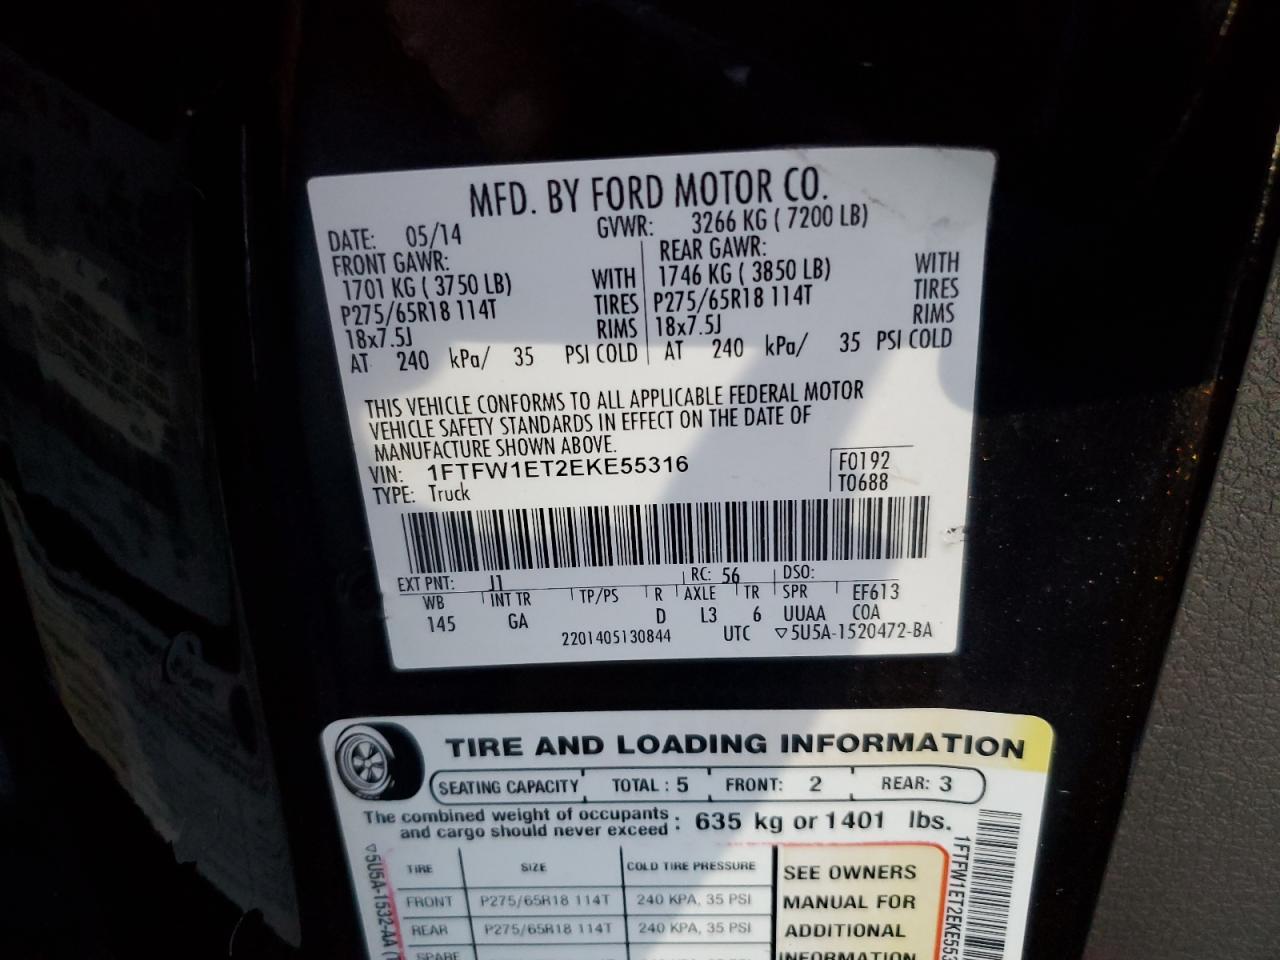 MFD. BY FORD MOTOR CO.
DATE: 05/14 GVWR: 3266 KG ( 7200 LB)
FRONT GAWR: REAR GAWR:
1701 KG ( 3750 LB) WITH 1746 KG ( 3850 LB) WITH
P275/65R18 114T TIRES P275/65R18 114T TIRES
18x7.5J RIMS 18x7.5J RIMS
AT 240 kPa/ 35 PSI COLD AT 240 kPa/ 35 PSI COLD
THIS VEHICLE CONFORMS TO ALL APPLICABLE FEDERAL MOTOR
VEHICLE SAFETY STANDARDS IN EFFECT ON THE DATE OF
MANUFACTURE SHOWN ABOVE.
VIN: 1FTFW1ET2EKE55316 F0192
TYPE: Truck T0688
EXT PNT: J1 RC: 56 DSO:
WB INT TR TP/PS R AXLE TR SPR EF613
145 GA D L3 6 UUAA COA
2201405130844 UTC ▽5U5A-1520472-BA
TIRE AND LOADING INFORMATION
SEATING CAPACITY TOTAL : 5 FRONT: 2 REAR: 3
The combined weight of occupants
and cargo should never exceed : 635 kg or 1401 lbs.
TIRE SIZE COLD TIRE PRESSURE SEE OWNERS
FRONT P275/65R18 114T 240 KPA, 35 PSI MANUAL FOR
REAR P275/65R18 114T 240 KPA, 35 PSI ADDITIONAL
SPARE INFORMATION
▽5U5A-1532-AA
1FTFW1ET2EKE553